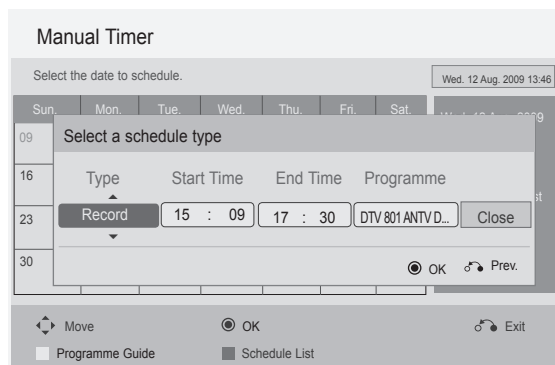 Manual Timer
Select the date to schedule.
Wed. 12 Aug. 2009 13:46
Sun. Mon. Tue. Wed. Thu. Fri. Sat.
09
Select a schedule type
16
Type Start Time End Time Programme
23
Record 15 : 09 17 : 30 DTV 801 ANTV D... Close
30
OK Prev.
Move OK Exit
Programme Guide Schedule List